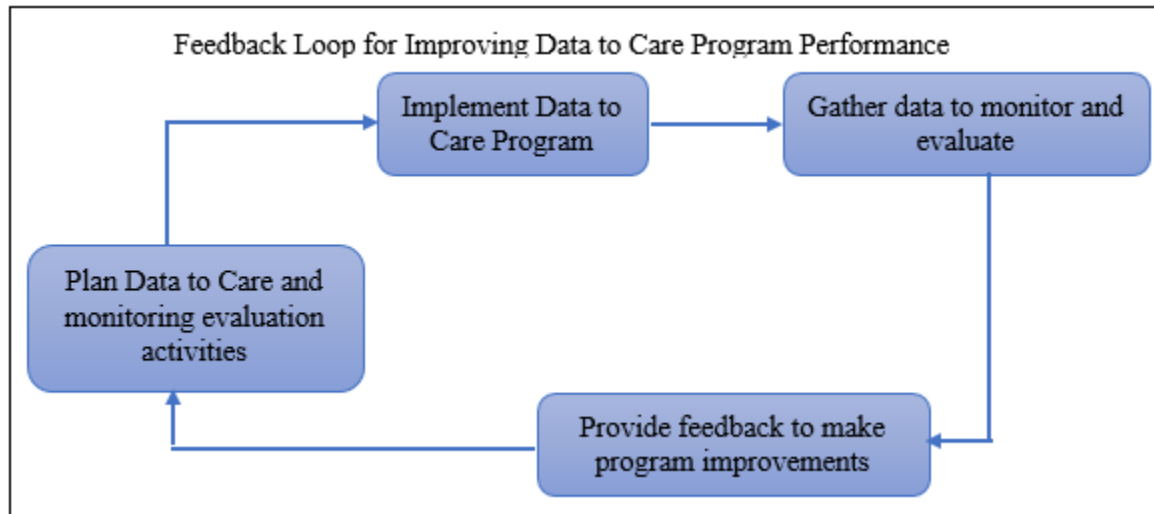 Feedback Loop for Improving Data to Care Program Performance
Implement Data to
Care Program
Gather data to monitor and
evaluate
Plan Data to Care and
monitoring evaluation
activities
Provide feedback to make
program improvements